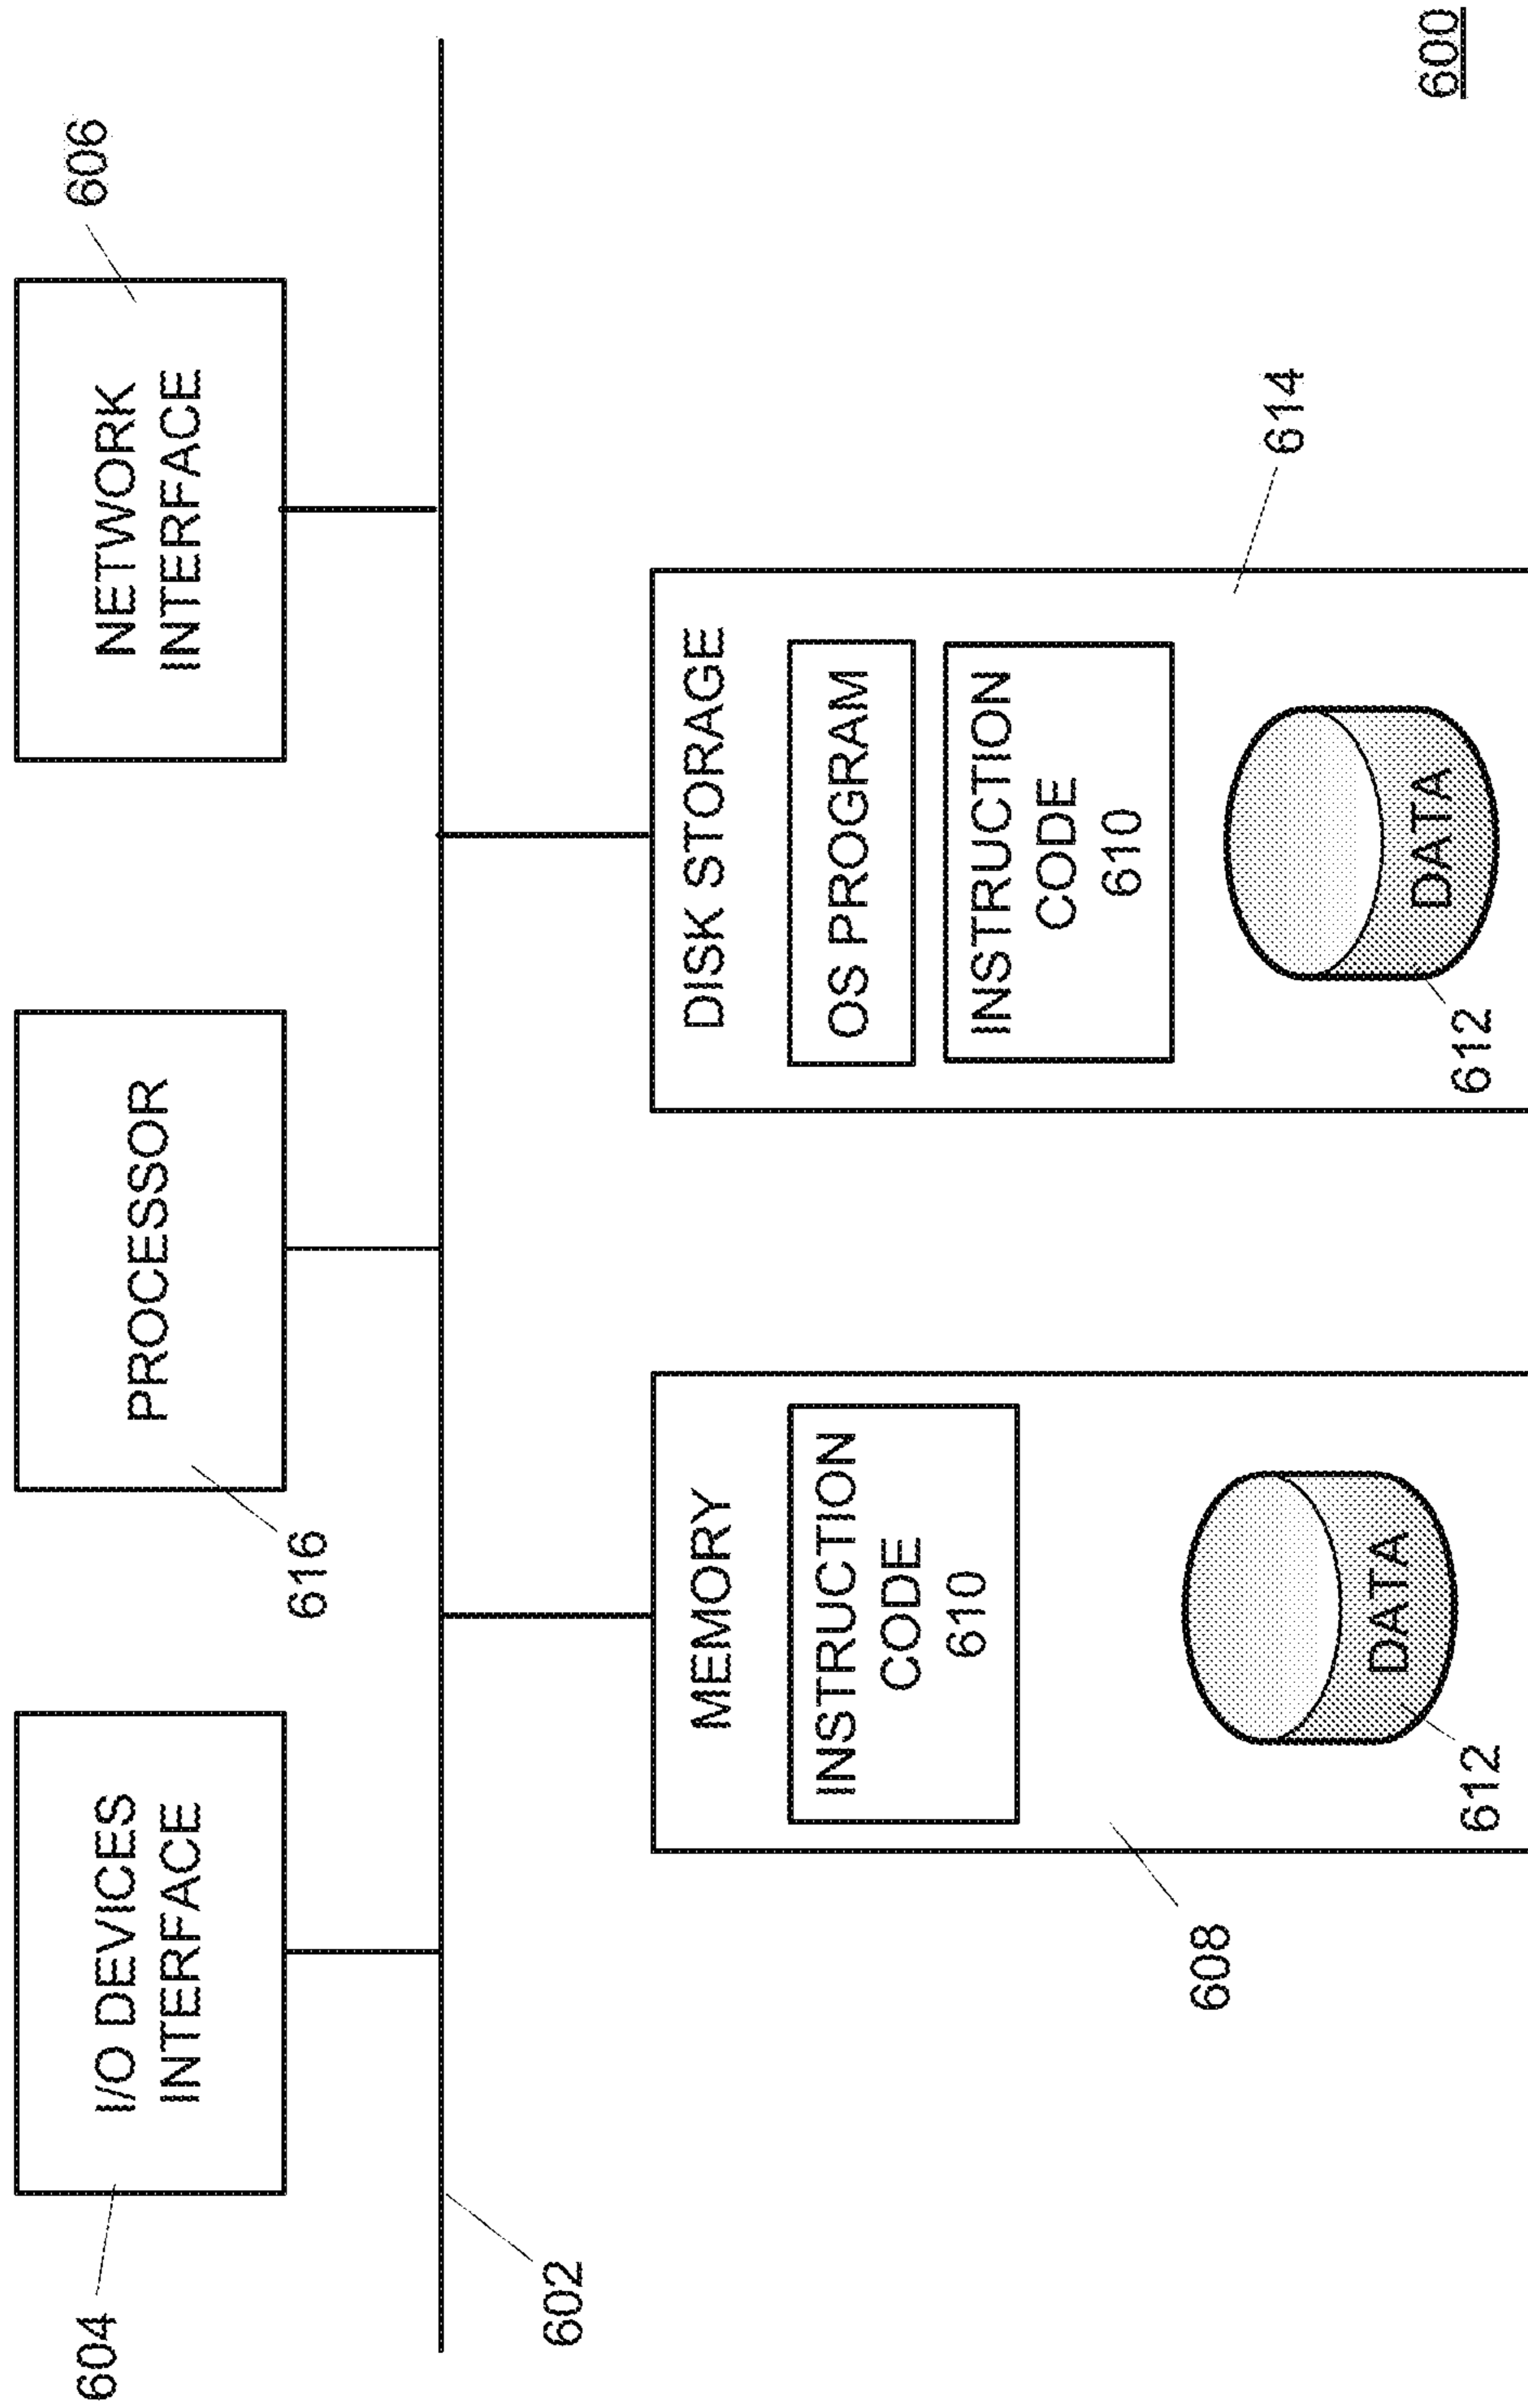 604
I/O DEVICES
INTERFACE
PROCESSOR
616
NETWORK
INTERFACE
606
602
MEMORY
INSTRUCTION
CODE
610
DATA
612
608
DISK STORAGE
OS PROGRAM
INSTRUCTION
CODE
610
DATA
612
614
600